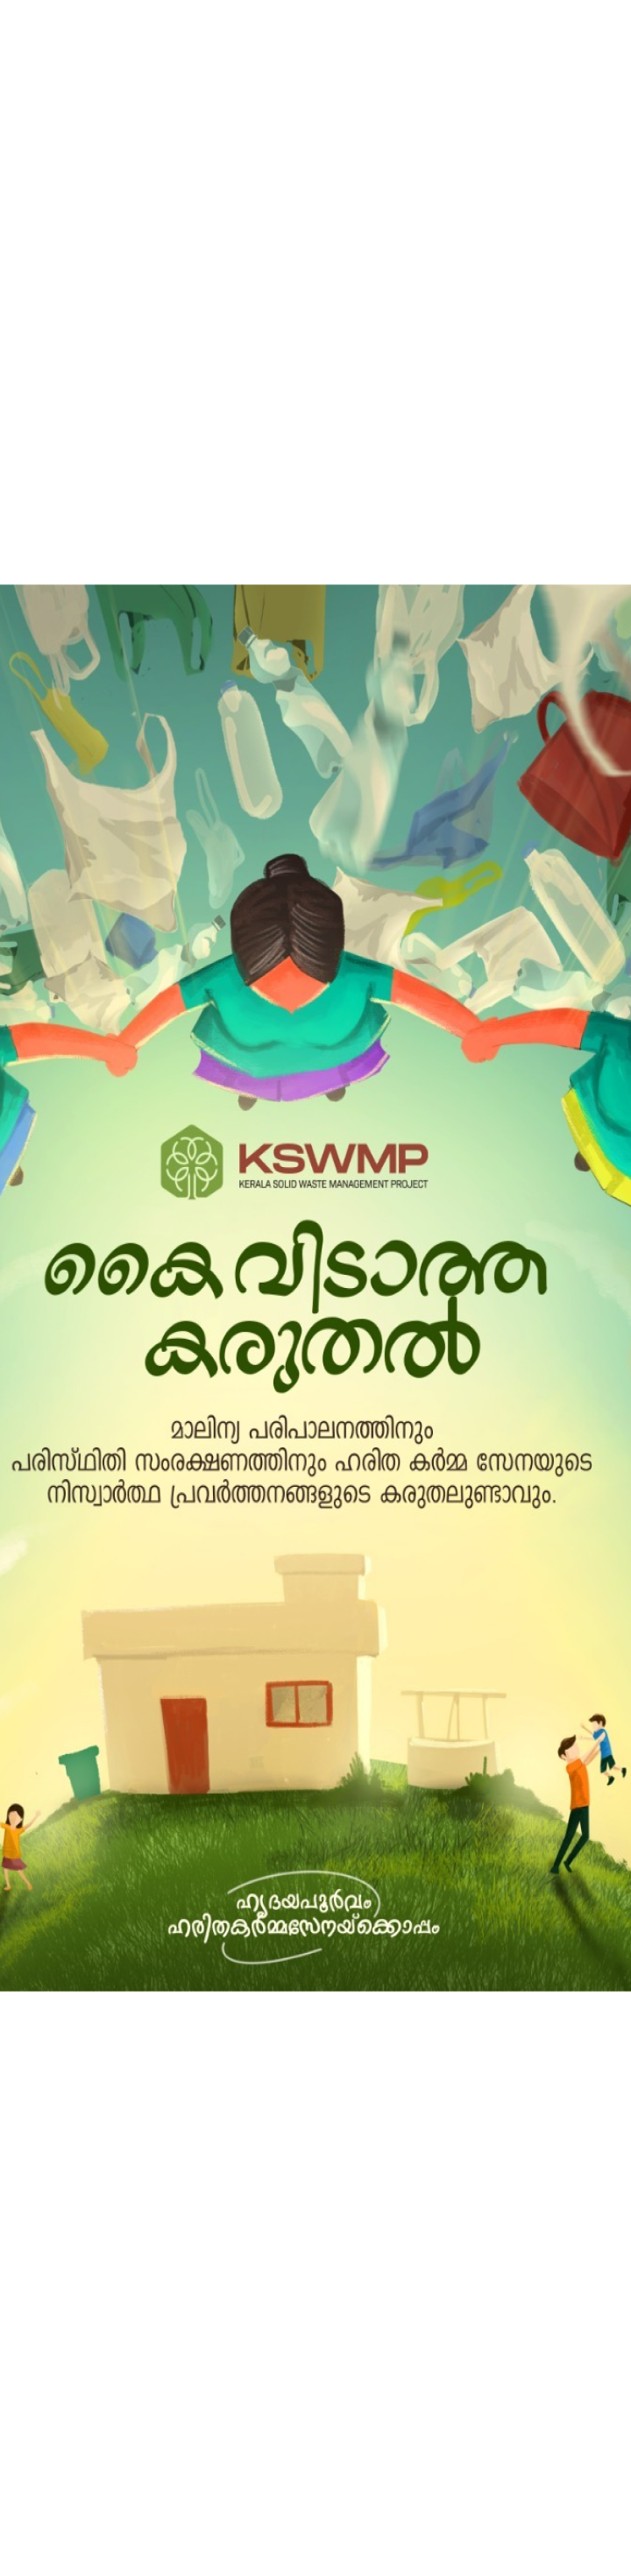 KSWMP
KERALA SOLID WASTE MANAGEMENT PROJECT
കൈവിടാത്ത
കരുതൽ
മാലിന്യ പരിപാലനത്തിനും
പരിസ്ഥിതി സംരക്ഷണത്തിനും ഹരിത കർമ്മ സേനയുടെ
നിസ്വാർത്ഥ പ്രവർത്തനങ്ങളുടെ കരുതലുണ്ടാവും.
ഹൃദയപൂർവം
ഹരിതകർമ്മസേനയ്ക്കൊപ്പം